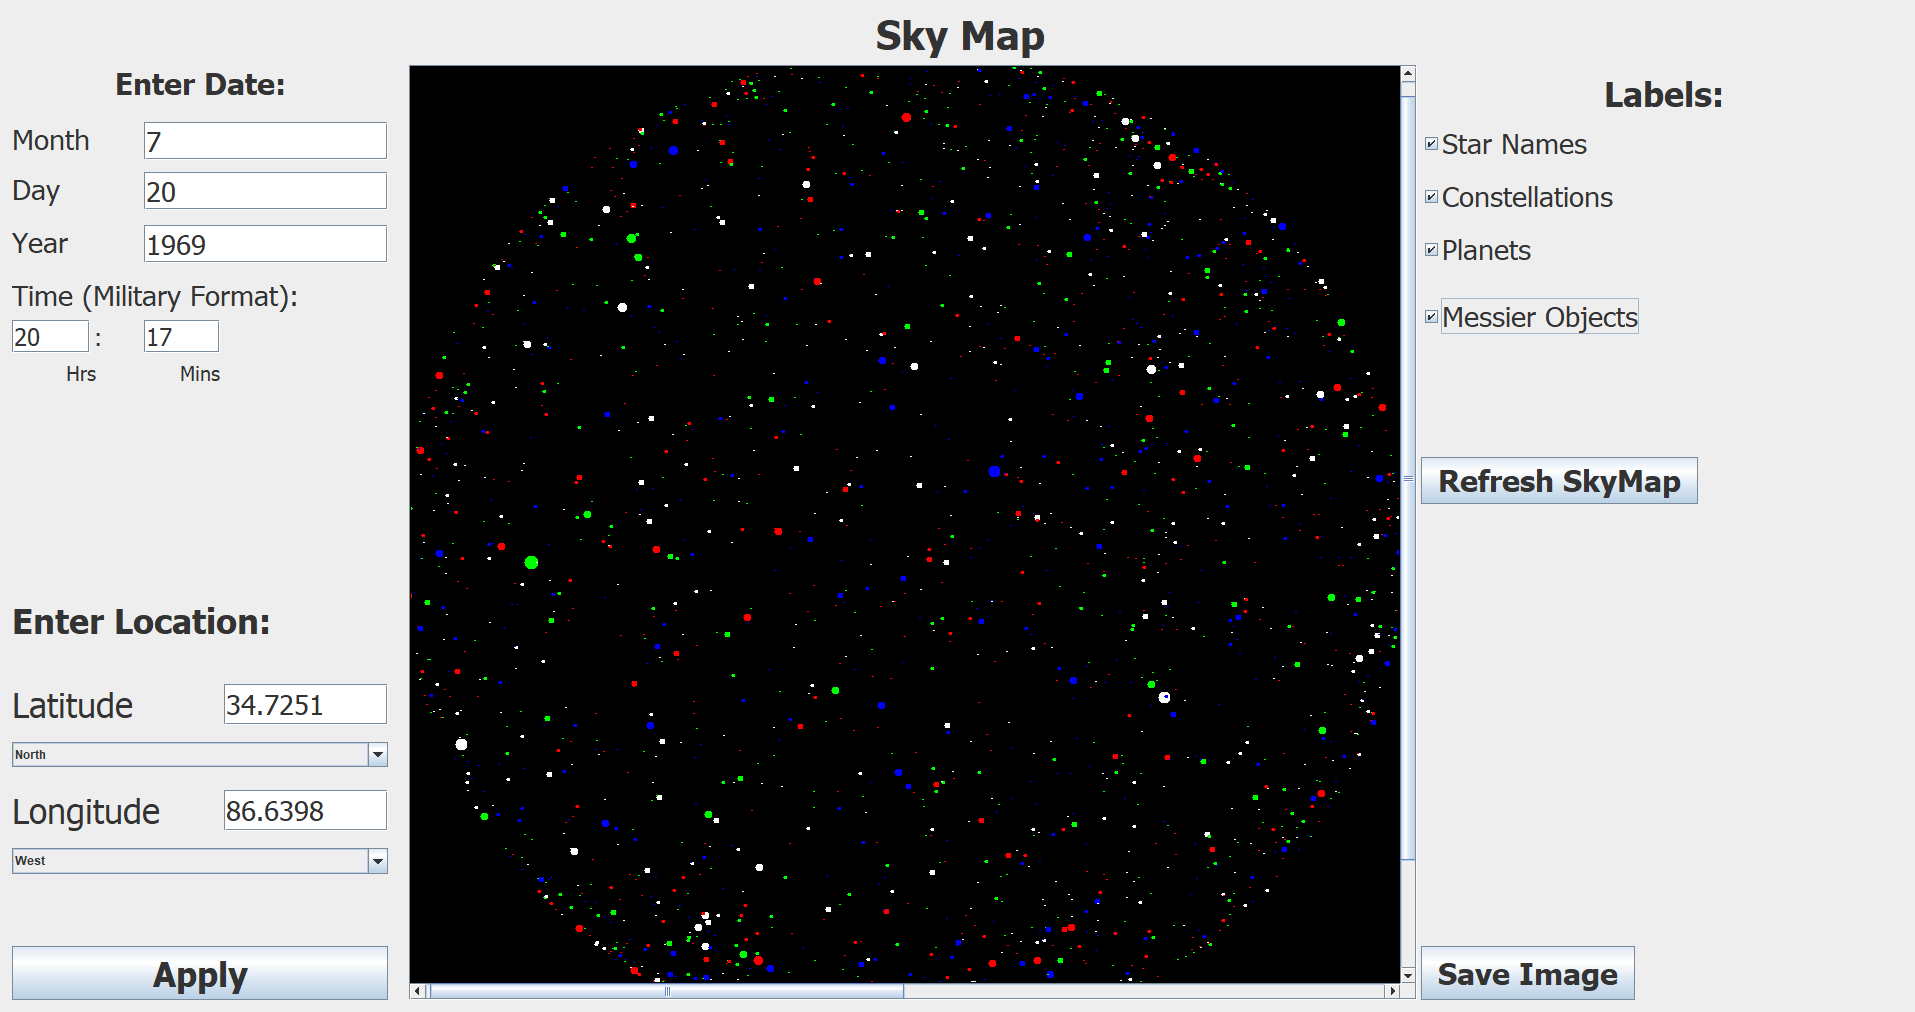 Sky Map
Enter Date:
Month 7
Day 20
Year 1969
Time (Military Format):
20 : 17
Hrs Mins
Enter Location:
Latitude 34.7251
North
Longitude 86.6398
West
Apply
Labels:
Star Names
Constellations
Planets
Messier Objects
Refresh SkyMap
Save Image